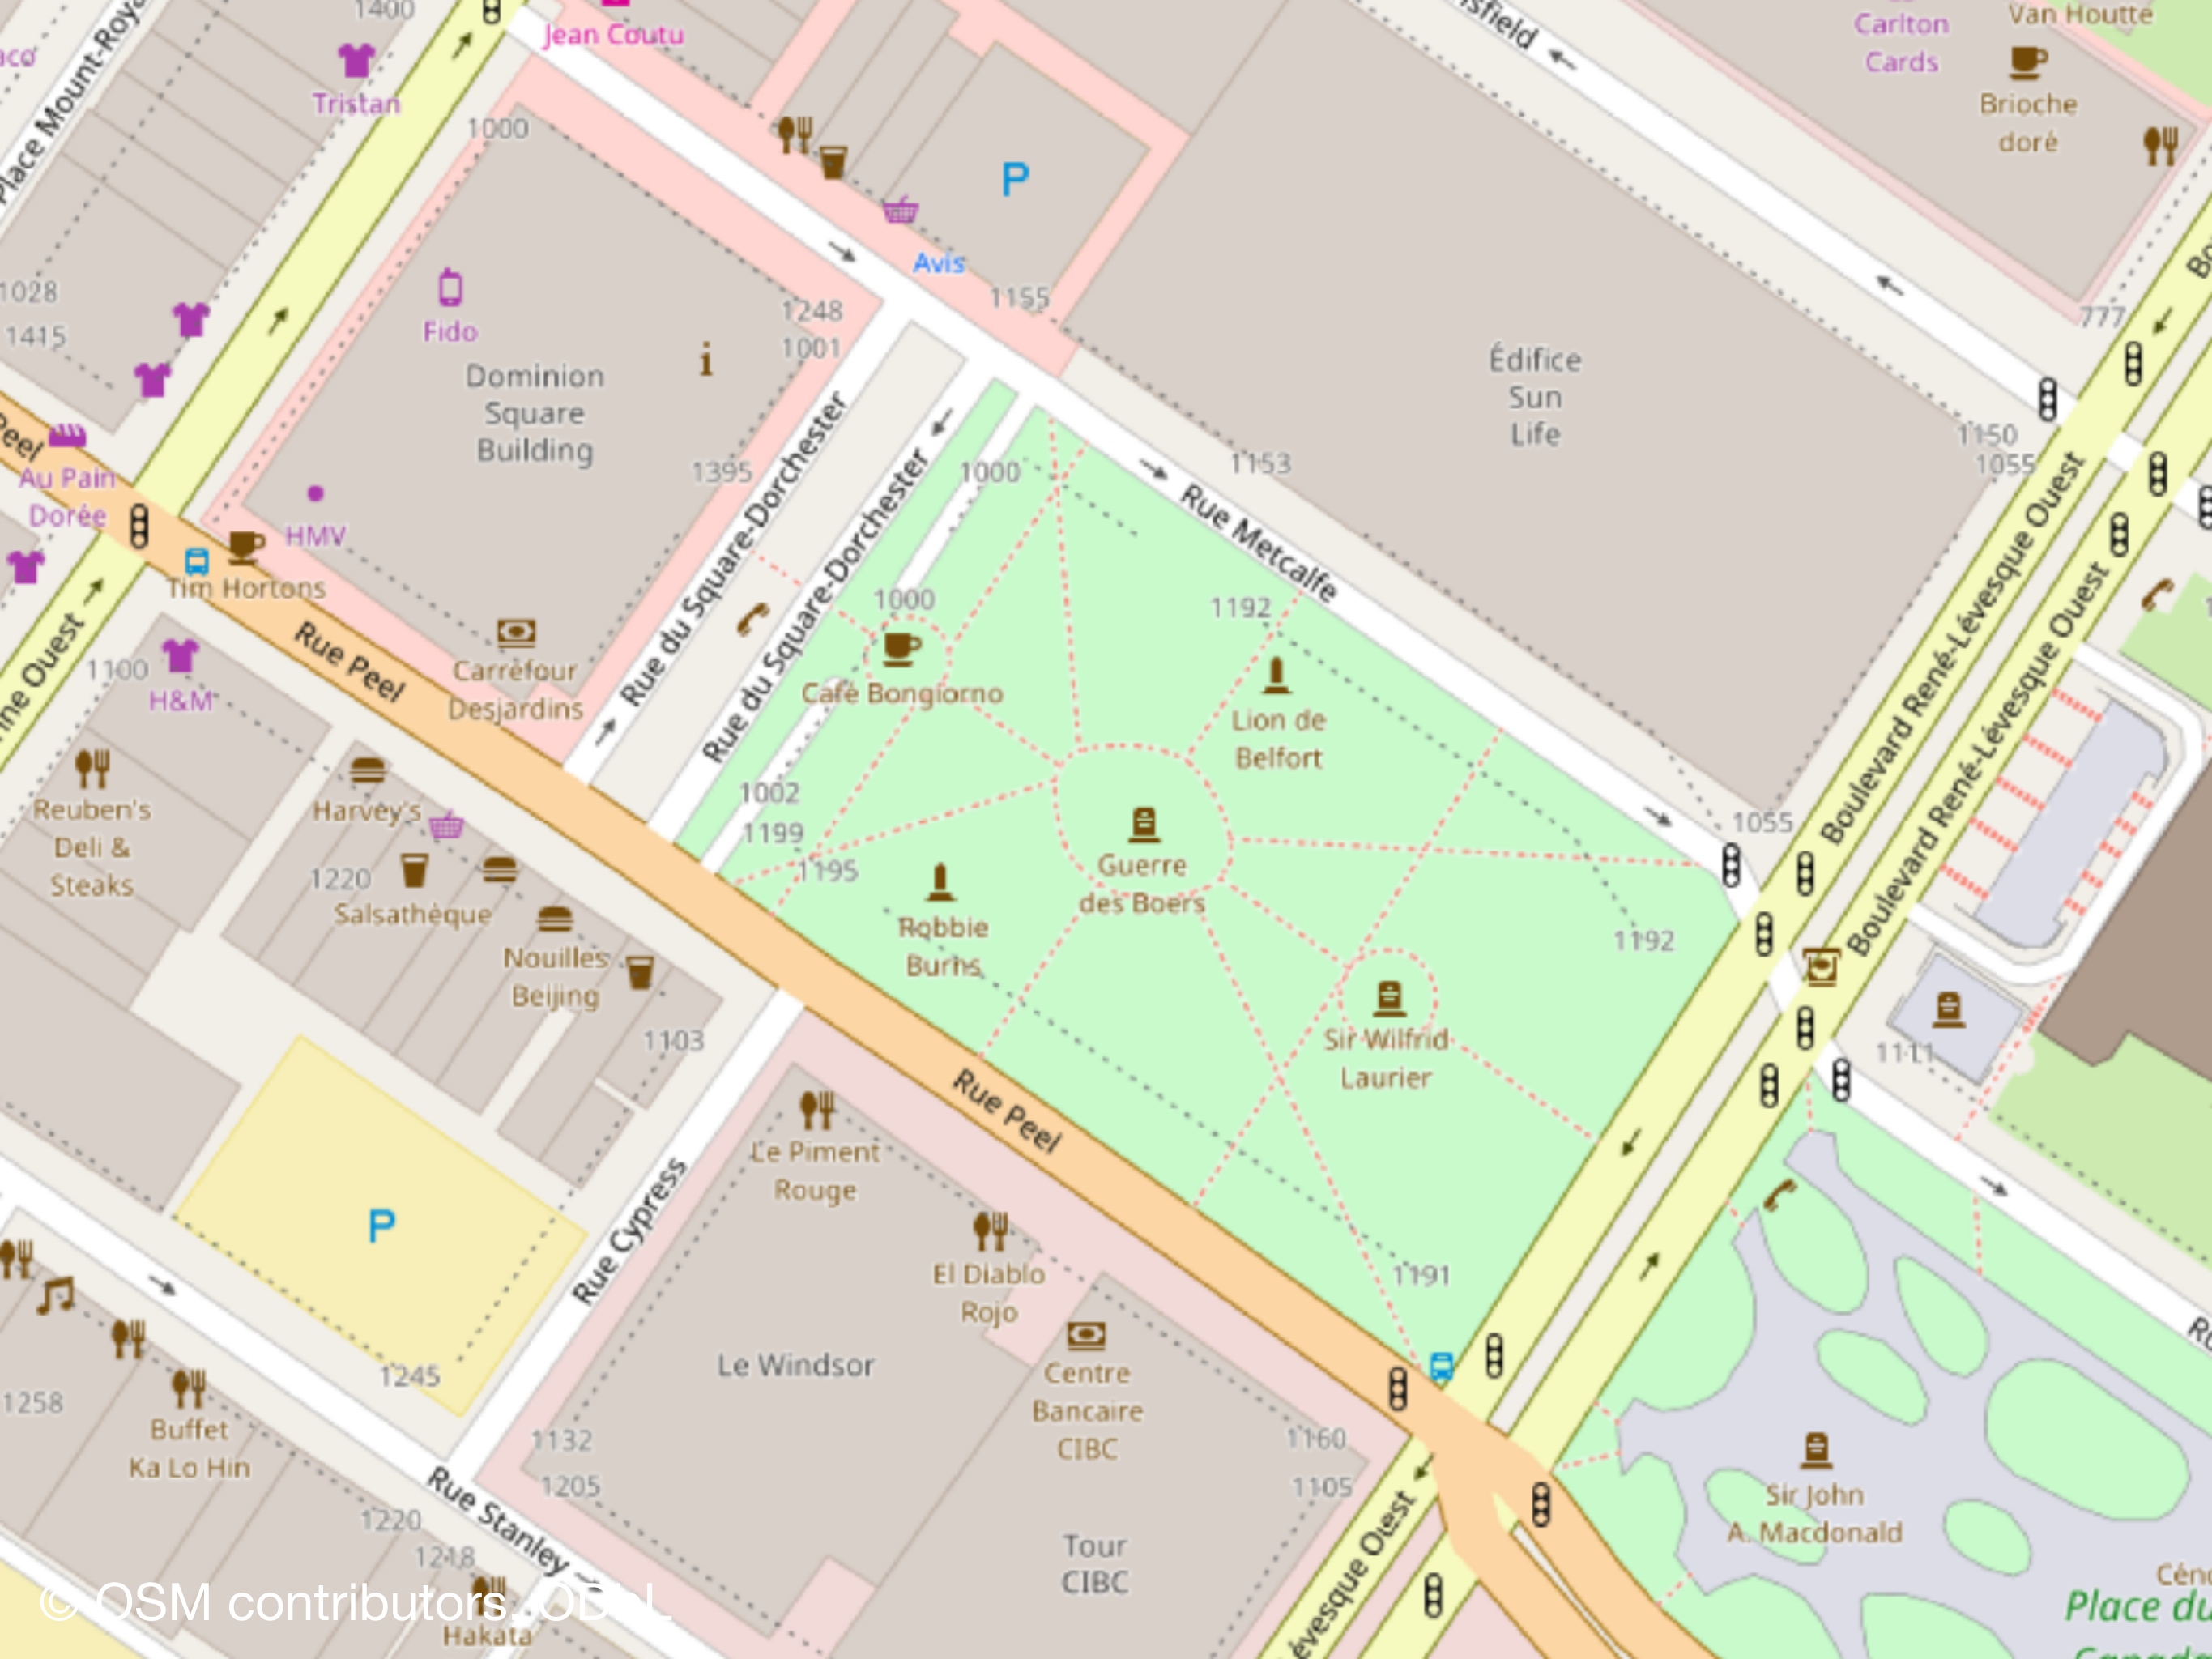 1400
Jean Coutu
Carlton
Cards
Van Houtte
Place Mount-Roya
Tristan
Brioche
doré
1000
P
Avis
1028
1415
Fido
1248
1001
1155
777
Dominion
Square
Building
Édifice
Sun
Life
Peel
1395
1000
1153
1150
1055
Au Pain
Dorée
HMV
Tim Hortons
Rue du Square-Dorchester
Rue du Square-Dorchester
Rue Metcalfe
Boulevard René-Lévesque Ouest
Boulevard René-Lévesque Ouest
1000
1192
1100
H&M
Rue Peel
Carréfour
Desjardins
Café Bongiorno
Lion de
Belfort
Reuben's
Deli &
Steaks
Harvey's
1002
1199
1195
1055
1220
Salsathèque
Guerre
des Boers
Robbie
Burns
1192
Nouilles
Beijing
1103
Sir Wilfrid
Laurier
1111
Rue Peel
Le Piment
Rouge
Rue Cypress
P
El Diablo
Rojo
1191
Le Windsor
Centre
Bancaire
CIBC
1245
1258
Buffet
Ka Lo Hin
1132
1205
1160
1105
Rue Stanley
Sir John
A. Macdonald
1220
1218
Tour
CIBC
Place du
Hakata
© OSM contributors, ODbL